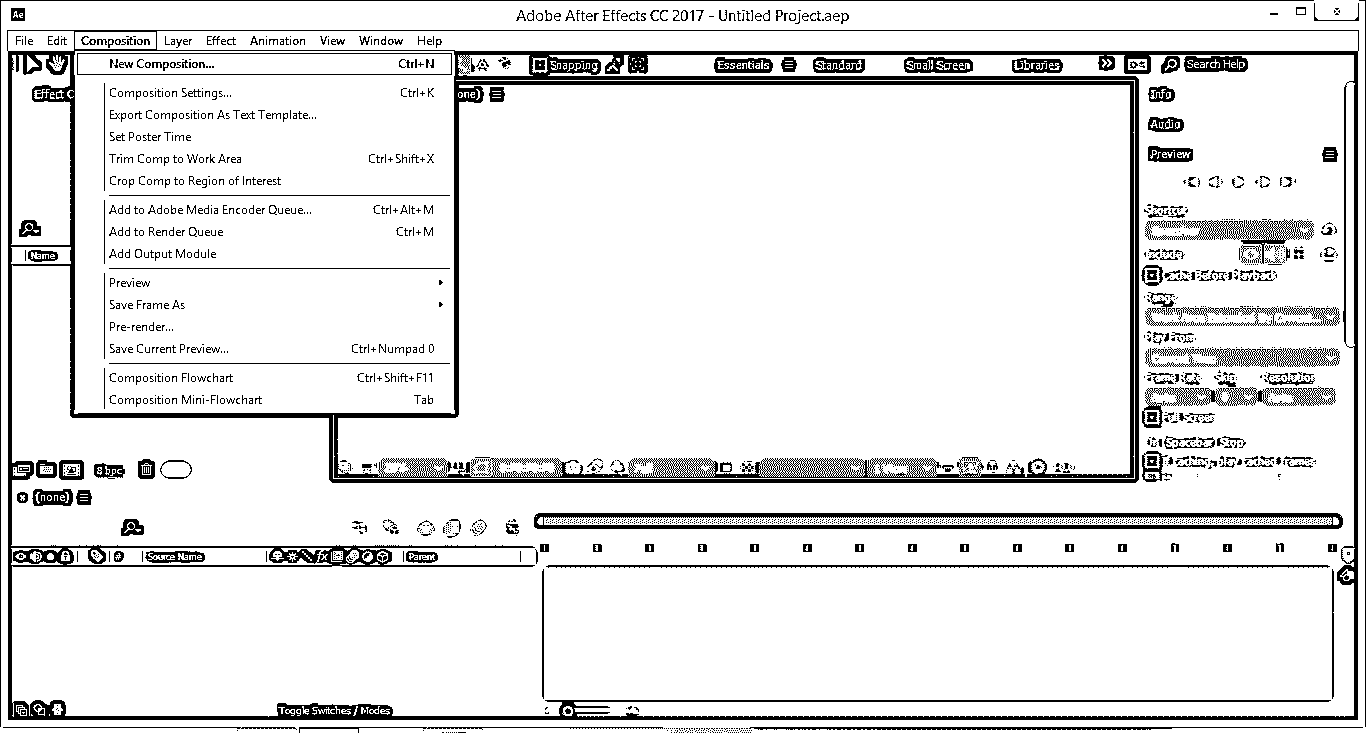 Ae Adobe After Effects CC 2017 - Untitled Project.aep
File Edit Composition Layer Effect Animation View Window Help
New Composition... Ctrl+N
Snapping Essentials Standard Small Screen Libraries Search Help
Composition Settings... Ctrl+K
Export Composition As Text Template...
Set Poster Time
Trim Comp to Work Area Ctrl+Shift+X
Crop Comp to Region of Interest
Add to Adobe Media Encoder Queue... Ctrl+Alt+M
Add to Render Queue Ctrl+M
Add Output Module
Preview
Save Frame As
Pre-render...
Save Current Preview... Ctrl+Numpad 0
Composition Flowchart Ctrl+Shift+F11
Composition Mini-Flowchart Tab
Effect C
one)
Name
Info
Audio
Preview
Shortcut
Include
Cache Before Playback
Range
Play From
Frame Rate Skip Resolution
Full Screen
On Spacebar Stop
If caching, play cached frames
8 bpc
(none)
# Source Name fx Parent
Toggle Switches / Modes